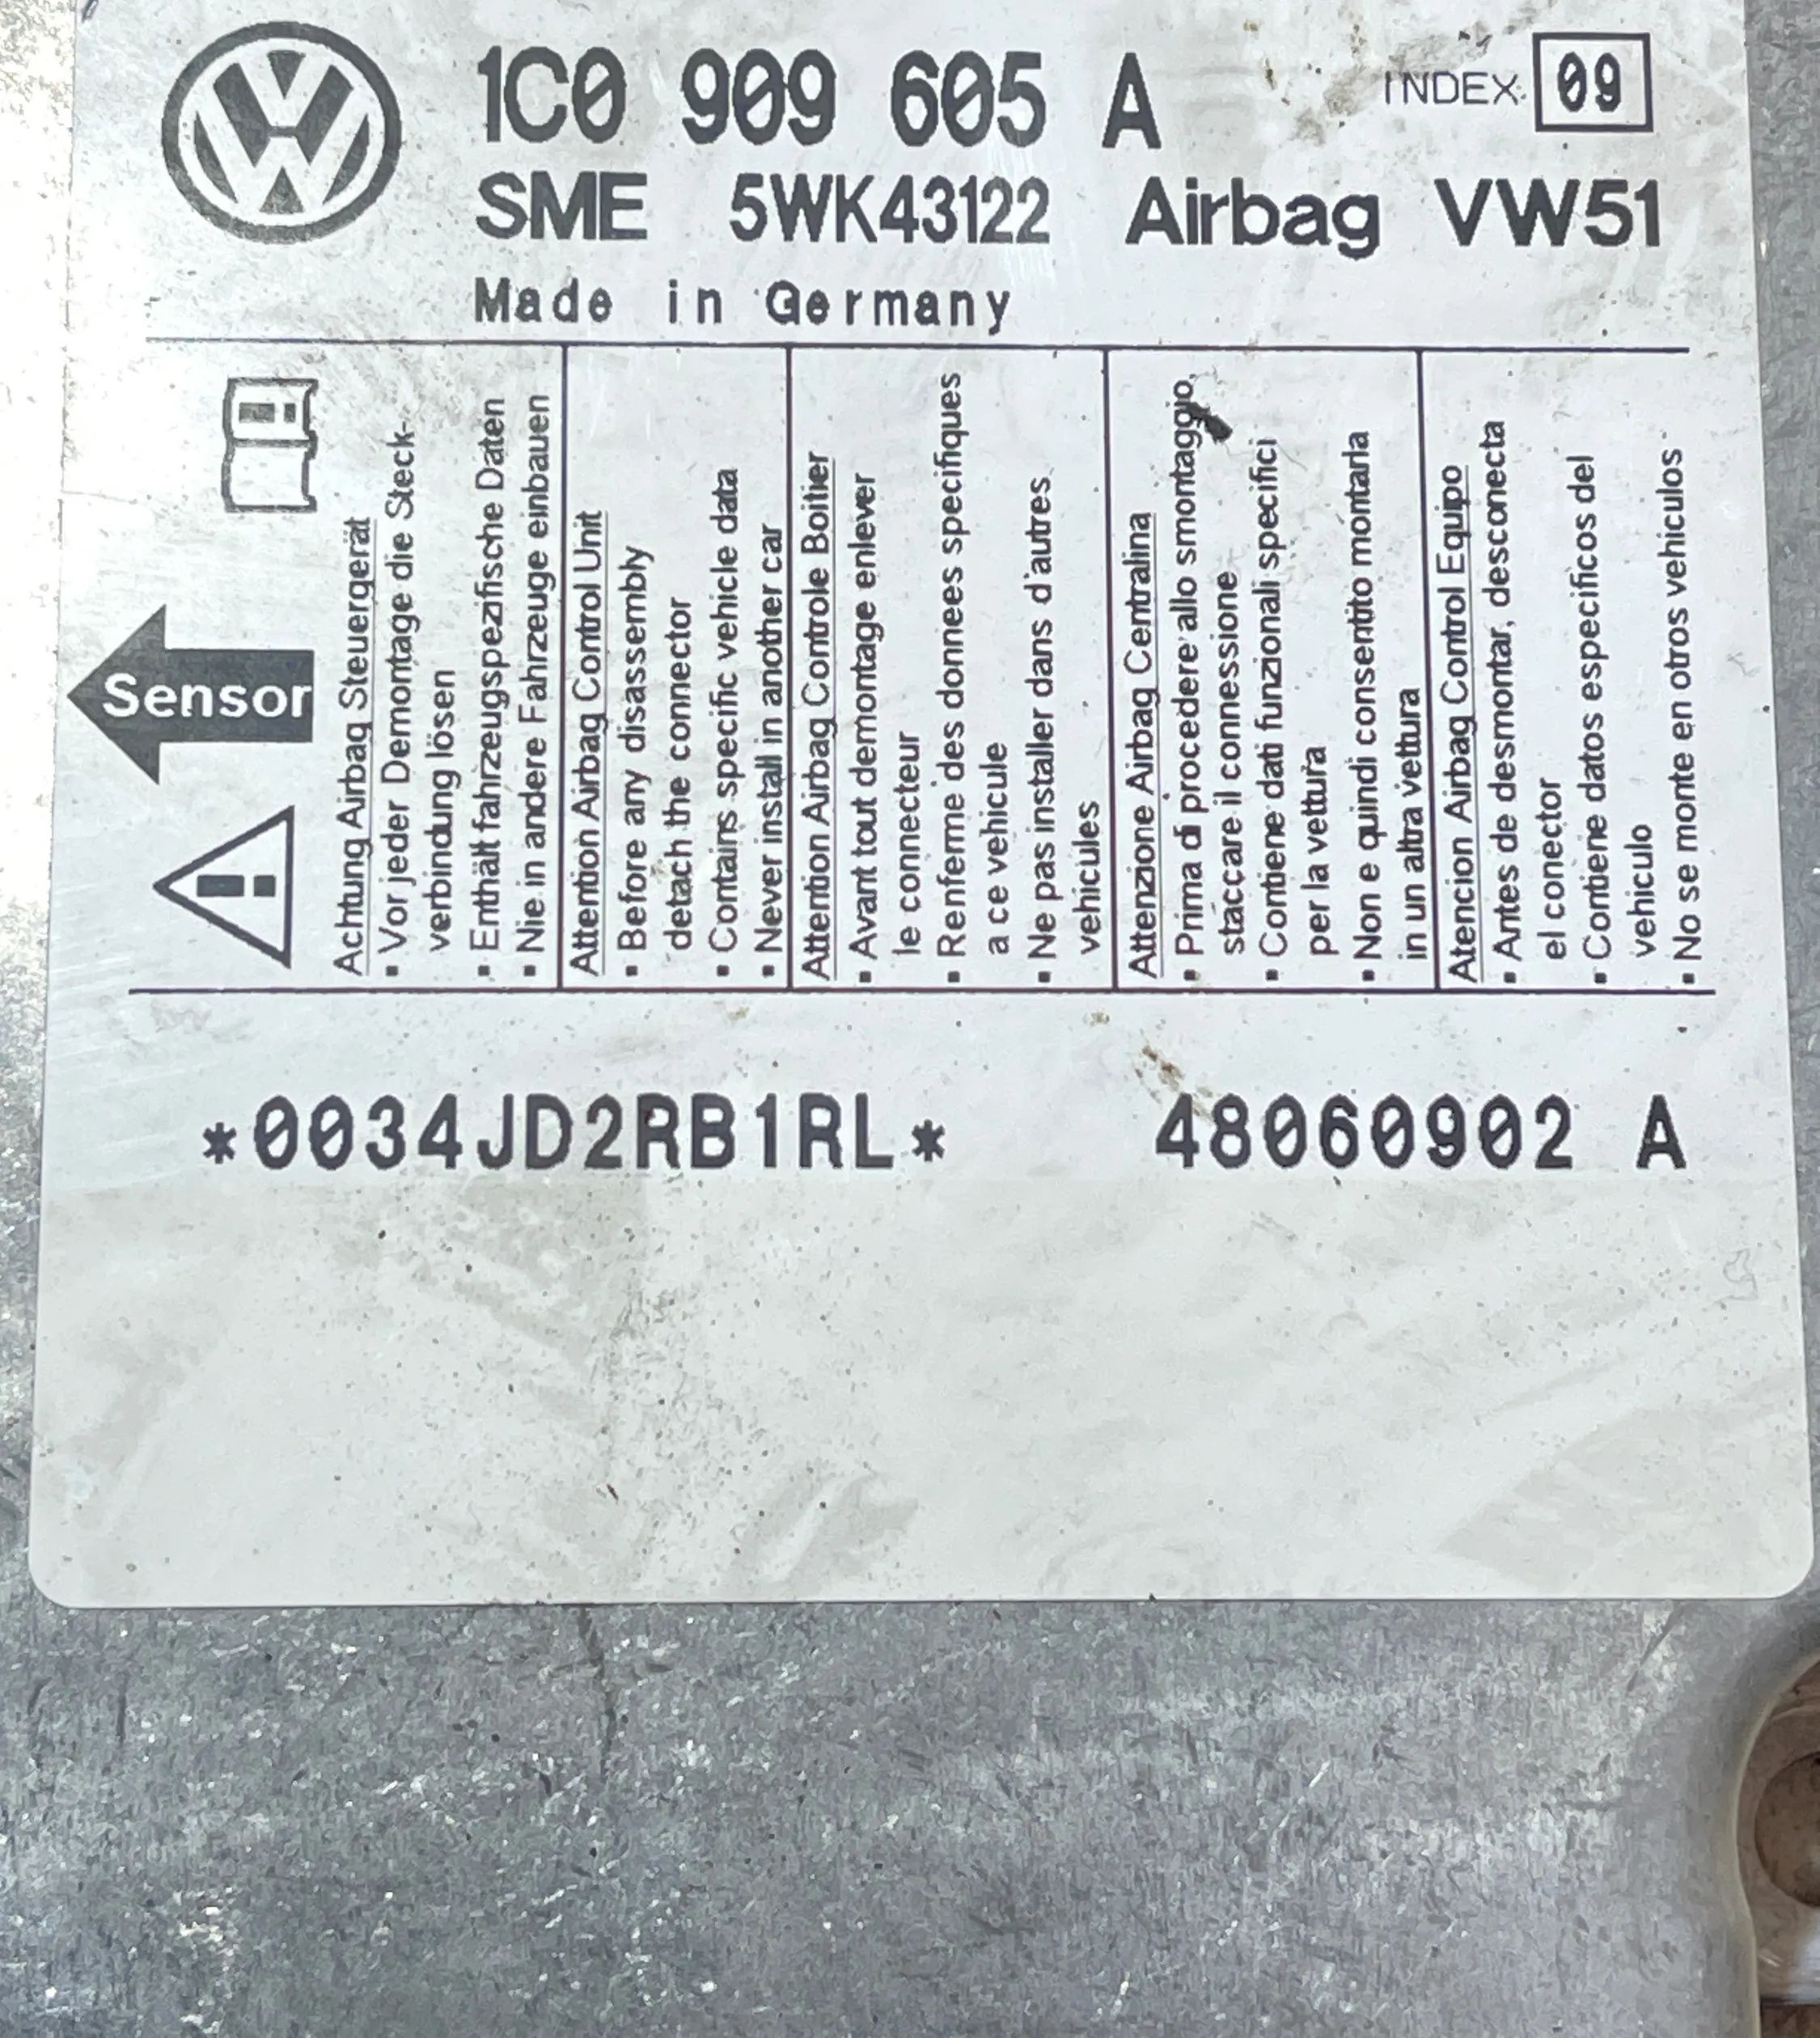 1C0 909 605 A
INDEX 09
SME 5WK43122 Airbag VW51
Made in Germany
Sensor
Achtung Airbag Steuergerät
▪ Vor jeder Demontage die Steck-
verbindung lösen
▪ Enthält fahrzeugspezifische Daten
▪ Nie in andere Fahrzeuge einbauen
Attention Airbag Control Unit
▪ Before any disassembly
detach the connector
▪ Contains specific vehicle data
▪ Never install in another car
Attention Airbag Controle Boitier
▪ Avant tout demontage enlever
le connecteur
▪ Renferme des donnees specifiques
a ce vehicule
▪ Ne pas installer dans d'autres
vehicules
Attenzione Airbag Centralina
▪ Prima di procedere allo smontaggio,
staccare il connessione
▪ Contiene dati funzionali specifici
per la vettura
▪ Non e quindi consentito montarla
in un altra vettura
Atencion Airbag Control Equipo
▪ Antes de desmontar, desconecta
el conector
▪ Contiene datos especificos del
vehiculo
▪ No se monte en otros vehiculos
*0034JD2RB1RL* 48060902 A